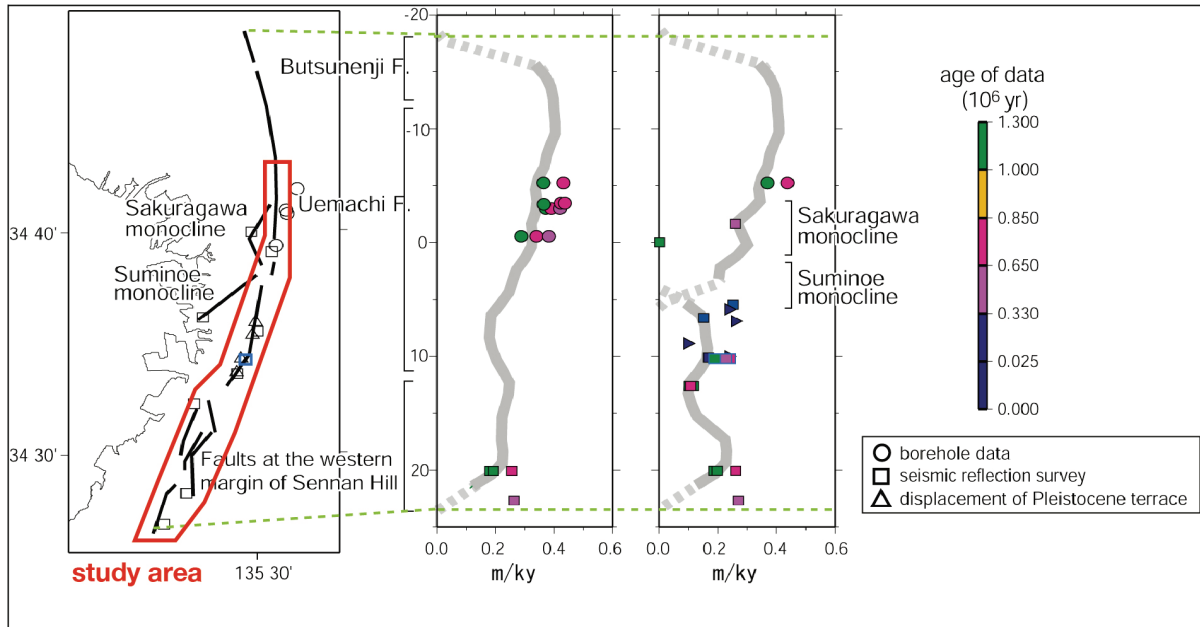 Butsunenji F.
Uemachi F.
Sakuragawa
monocline
Suminoe
monocline
Faults at the western
margin of Sennan Hill
34 40'
34 30'
135 30'
study area
-20
-10
0
10
20
0.0
0.2
0.4
0.6
m/ky
0.0
0.2
0.4
0.6
m/ky
Sakuragawa
monocline
Suminoe
monocline
age of data
(10⁶ yr)
1.300
1.000
0.850
0.650
0.330
0.025
0.000
borehole data
seismic reflection survey
displacement of Pleistocene terrace